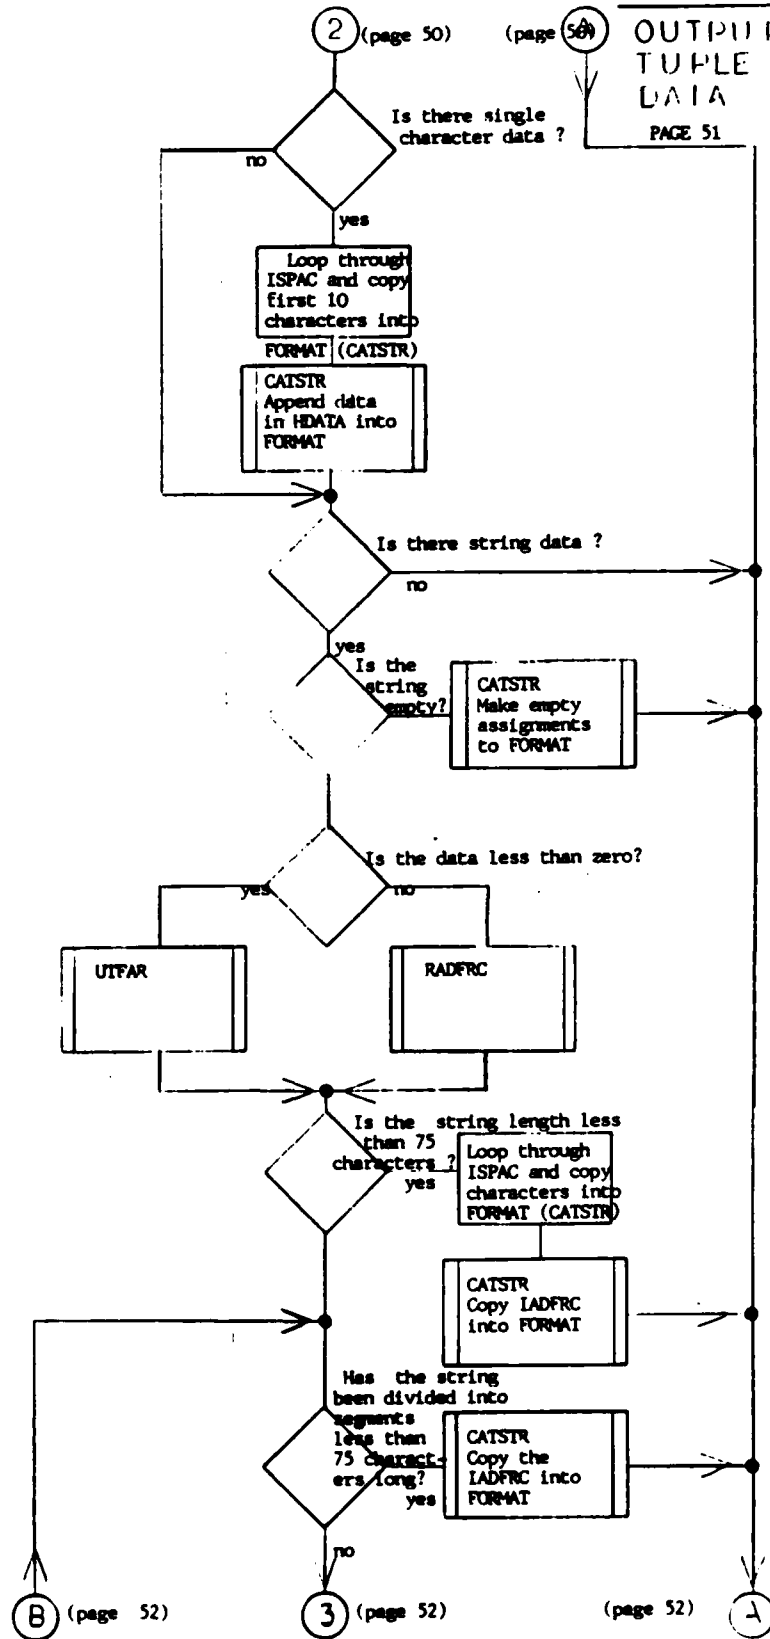 2 (page 50)
(page 50) A
OUTPUT
TUPLE
DATA
PAGE 51
Is there single
character data ?
no
yes
Loop through
ISPAC and copy
first 10
characters into
FORMAT (CATSTR)
CATSTR
Append data
in HDATA into
FORMAT
Is there string data ?
no
yes
Is the
string
empty?
CATSTR
Make empty
assignments
to FORMAT
Is the data less than zero?
yes
no
UTFAR
RADFRC
Is the string length less
than 75
characters ?
yes
Loop through
ISPAC and copy
characters into
FORMAT (CATSTR)
CATSTR
Copy IADFRC
into FORMAT
Has the string
been divided into
segments
less than
75 charact-
ers long?
yes
CATSTR
Copy the
IADFRC into
FORMAT
no
B (page 52)
3 (page 52)
(page 52) A